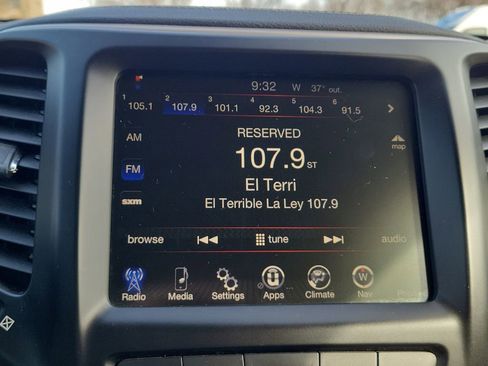 9:32 W 37° out.
1 2 3 4 5 6
105.1 107.9 101.1 92.3 104.3 91.5
AM RESERVED map
107.9 ST
FM
El Terri
sxm El Terrible La Ley 107.9
browse tune audio
Radio Media Settings Apps Climate Nav